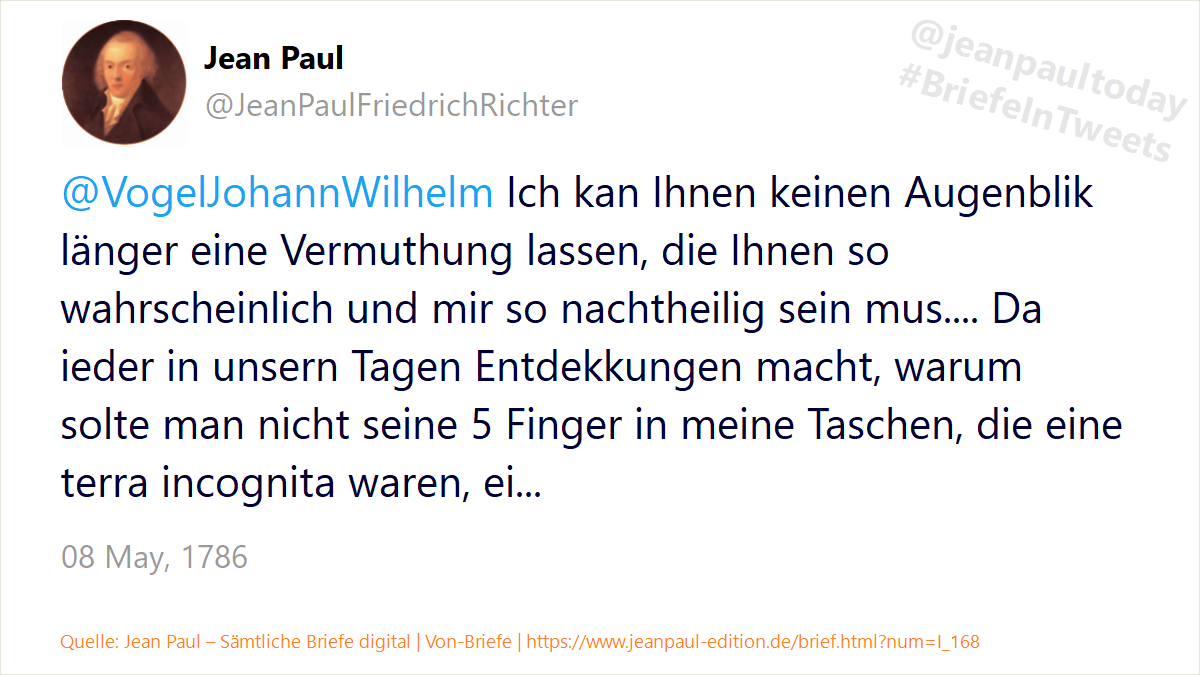 Jean Paul
@JeanPaulFriedrichRichter
@jeanpaultoday
#BriefeInTweets
@VogelJohannWilhelm Ich kan Ihnen keinen Augenblik
länger eine Vermuthung lassen, die Ihnen so
wahrscheinlich und mir so nachtheilig sein mus.... Da
ieder in unsern Tagen Entdekkungen macht, warum
solte man nicht seine 5 Finger in meine Taschen, die eine
terra incognita waren, ei...
08 May, 1786
Quelle: Jean Paul – Sämtliche Briefe digital | Von-Briefe | https://www.jeanpaul-edition.de/brief.html?num=I_168